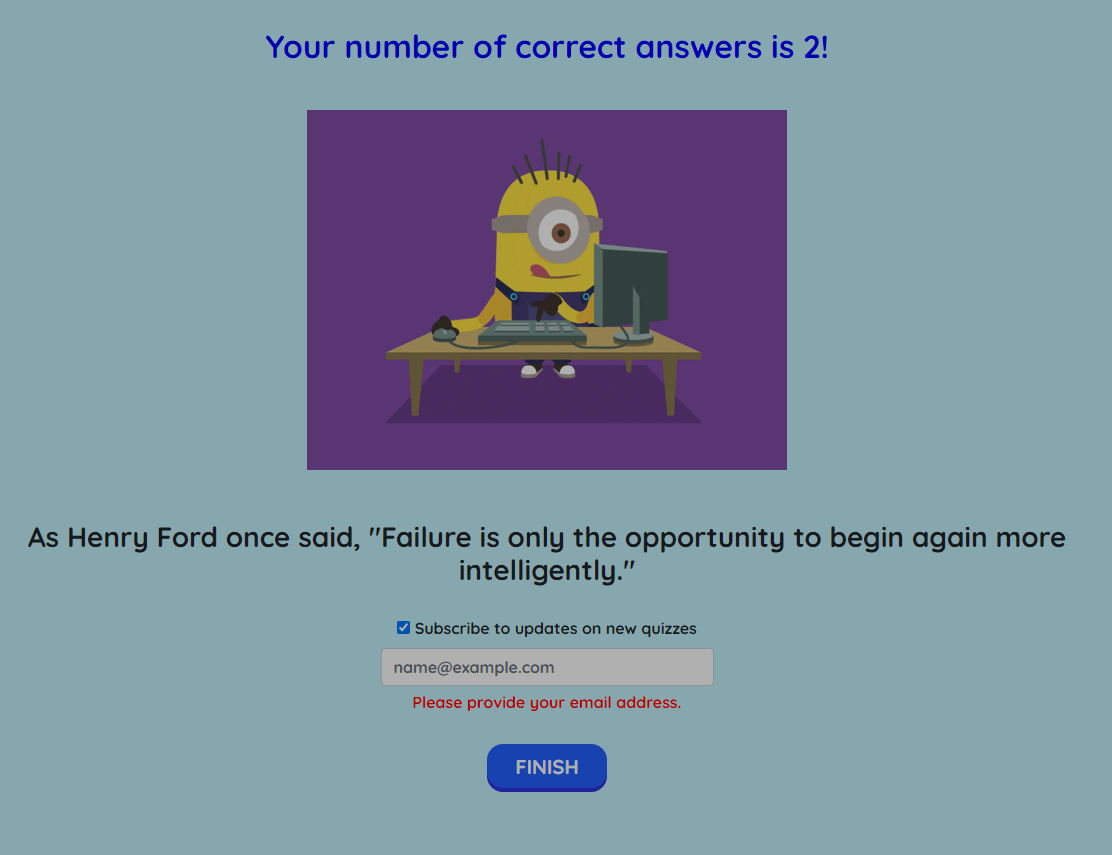 Your number of correct answers is 2!
As Henry Ford once said, "Failure is only the opportunity to begin again more
intelligently."
Subscribe to updates on new quizzes
name@example.com
Please provide your email address.
FINISH